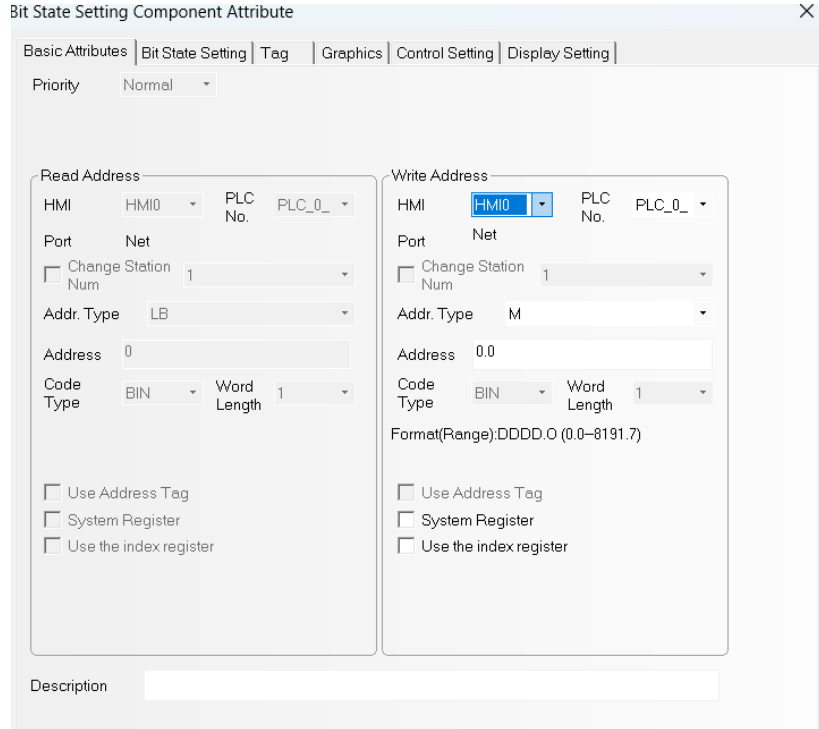 Bit State Setting Component Attribute
Basic Attributes Bit State Setting Tag Graphics Control Setting Display Setting
Priority Normal
Read Address
HMI HMI0 PLC No. PLC_0_
Port Net
Change Station Num 1
Addr. Type LB
Address 0
Code Type BIN Word Length 1
Use Address Tag
System Register
Use the index register
Write Address
HMI HMI0 PLC No. PLC_0_
Port Net
Change Station Num 1
Addr. Type M
Address 0.0
Code Type BIN Word Length 1
Format(Range):DDDD.O (0.0--8191.7)
Use Address Tag
System Register
Use the index register
Description